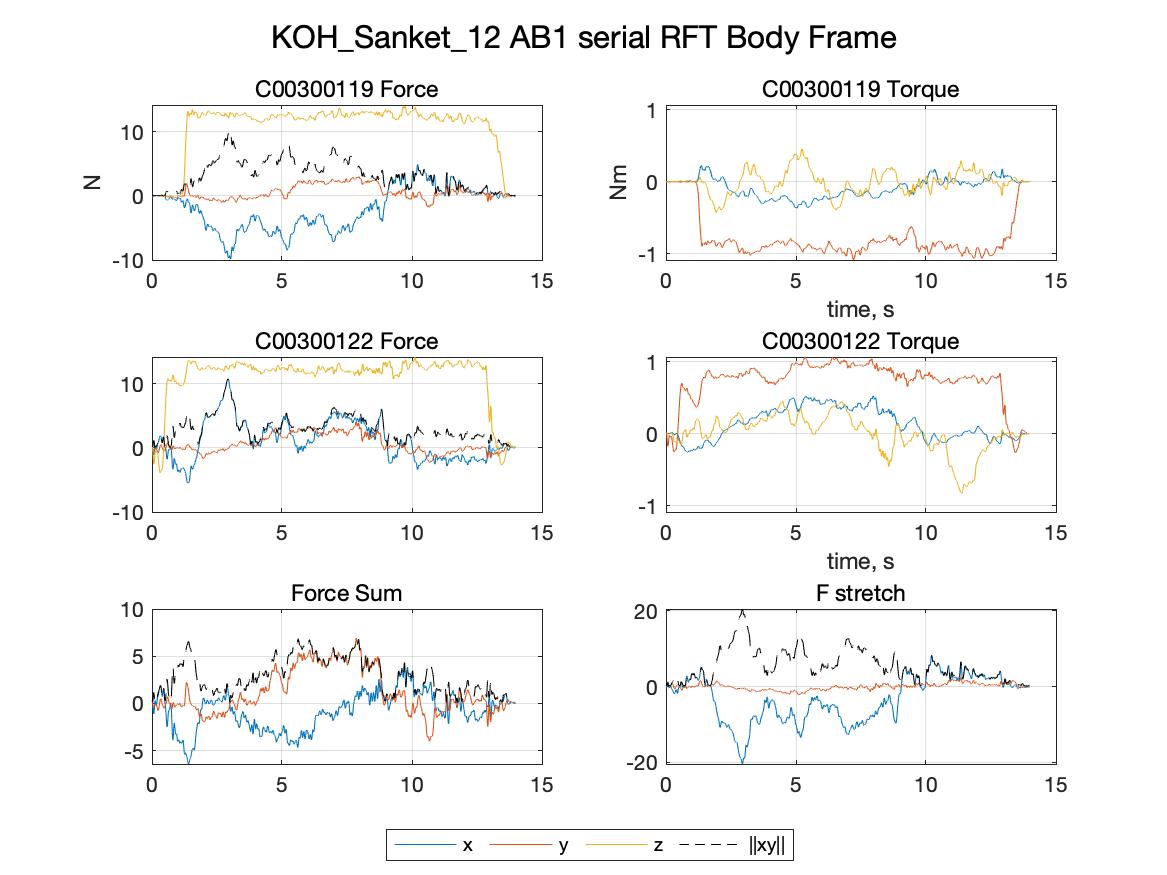 KOH_Sanket_12 AB1 serial RFT Body Frame
C00300119 Force
N
10
0
-10
0 5 10 15
C00300119 Torque
Nm
1
0
-1
0 5 10 15
time, s
C00300122 Force
10
0
-10
0 5 10 15
C00300122 Torque
1
0
-1
0 5 10 15
time, s
Force Sum
10
5
0
-5
0 5 10 15
F stretch
20
0
-20
0 5 10 15
x y z ||xy||